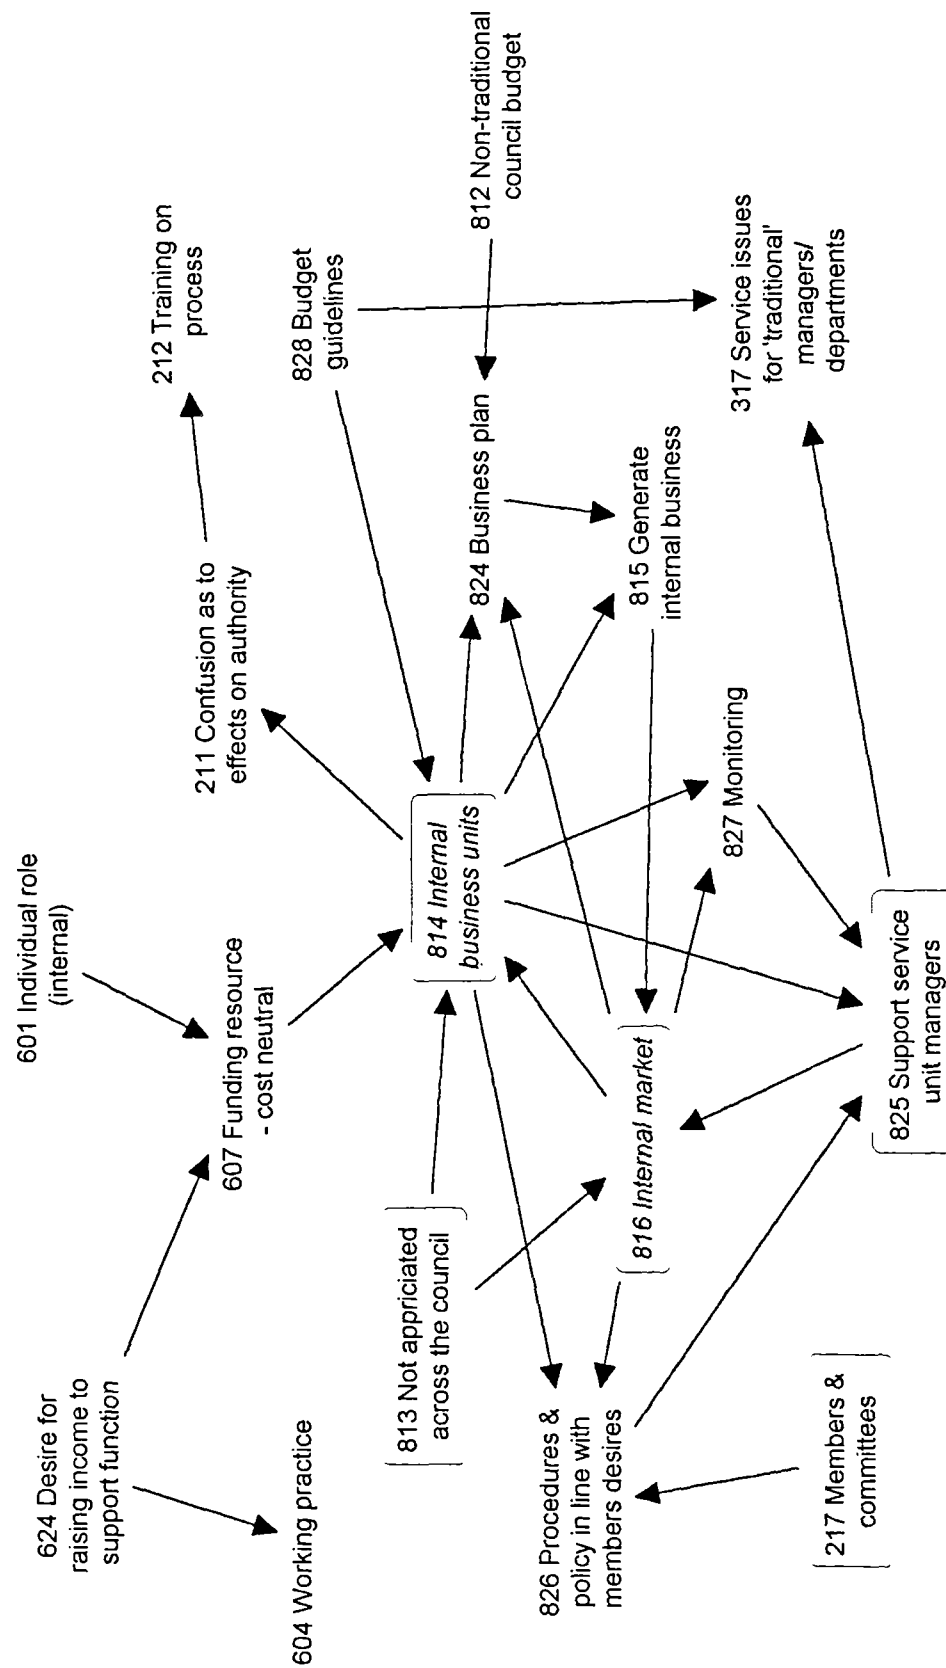 601 Individual role
(internal)
624 Desire for
raising income to
support function
607 Funding resource
- cost neutral
211 Confusion as to
effects on authority
212 Training on
process
604 Working practice
828 Budget
guidelines
813 Not appriciated
across the council
814 Internal
business units
824 Business plan
812 Non-traditional
council budget
826 Procedures &
policy in line with
members desires
816 Internal market
815 Generate
internal business
827 Monitoring
317 Service issues
for 'traditional'
managers/
departments
217 Members &
committees
825 Support service
unit managers